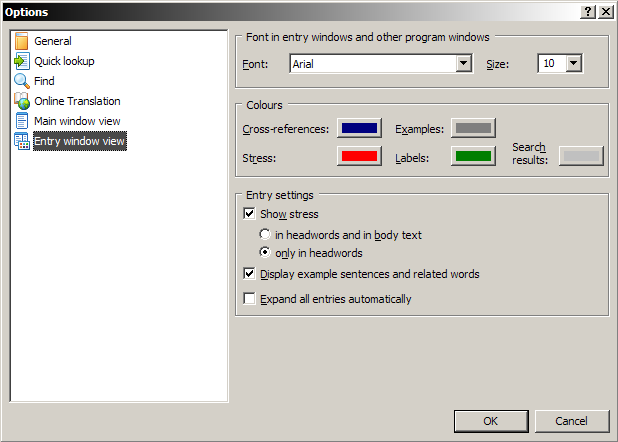 Options
General
Quick lookup
Find
Online Translation
Main window view
Entry window view
Font in entry windows and other program windows
Font: Arial Size: 10
Colours
Cross-references: Examples:
Stress: Labels: Search results:
Entry settings
Show stress
in headwords and in body text
only in headwords
Display example sentences and related words
Expand all entries automatically
OK Cancel